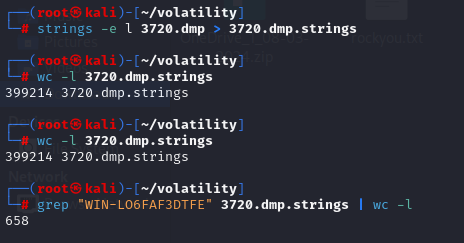 ┌──(root㉿kali)-[~/volatility]
└─# strings -e l 3720.dmp > 3720.dmp.strings
┌──(root㉿kali)-[~/volatility]
└─# wc -l 3720.dmp.strings
399214 3720.dmp.strings
┌──(root㉿kali)-[~/volatility]
└─# wc -l 3720.dmp.strings
399214 3720.dmp.strings
┌──(root㉿kali)-[~/volatility]
└─# grep "WIN-LO6FAF3DTFE" 3720.dmp.strings | wc -l
658